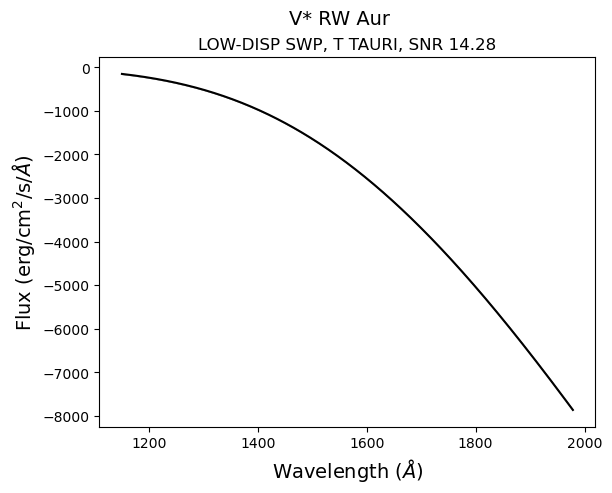 V* RW Aur
LOW-DISP SWP, T TAURI, SNR 14.28
Flux (erg/cm²/s/Å)
0
−1000
−2000
−3000
−4000
−5000
−6000
−7000
−8000
1200 1400 1600 1800 2000
Wavelength (Å)